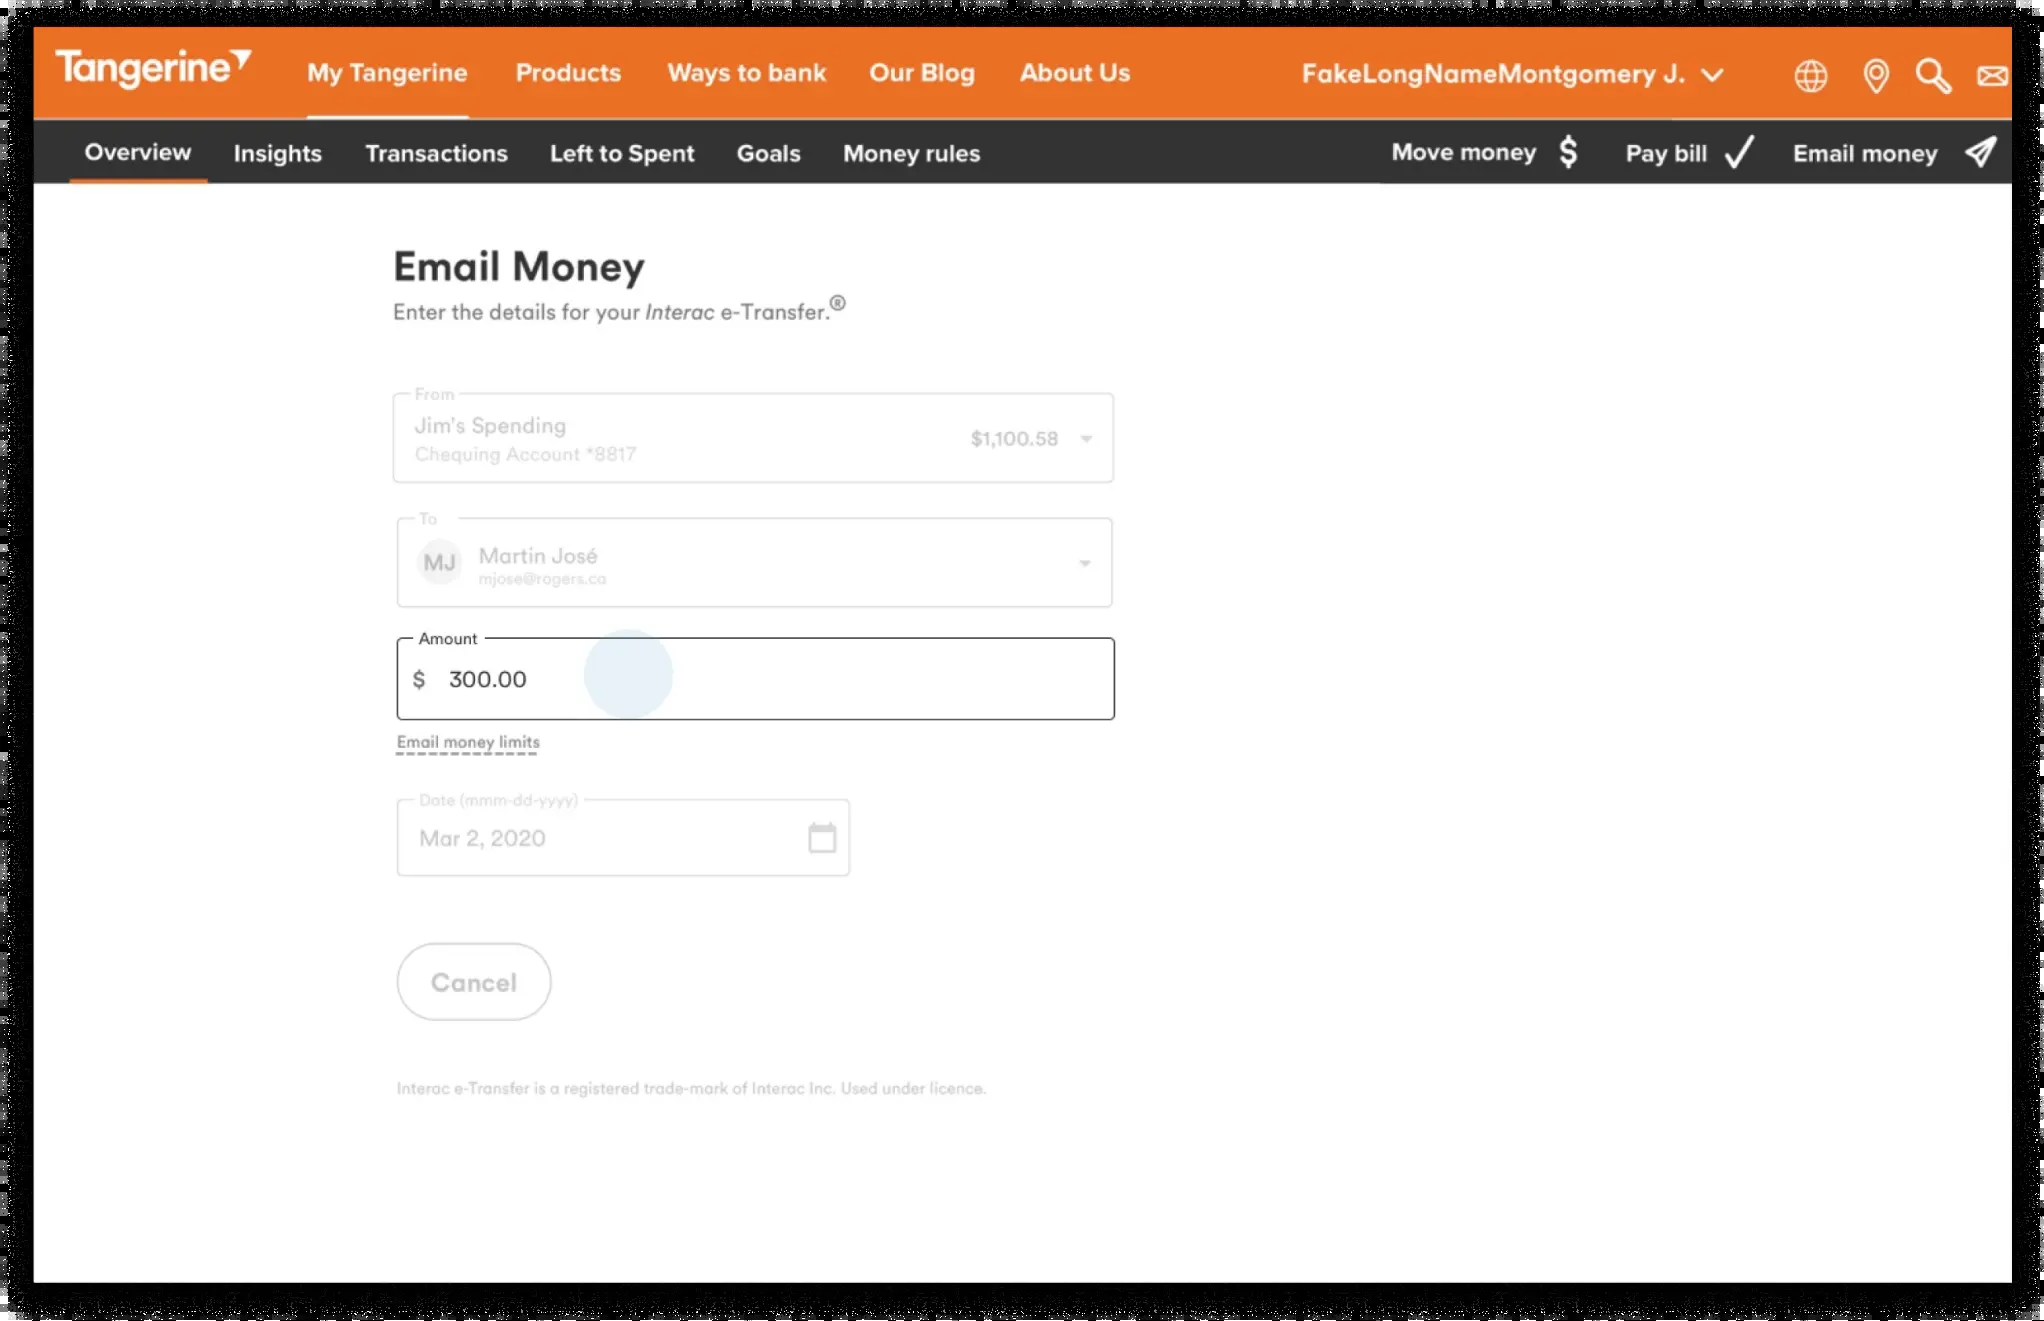 Tangerine
My Tangerine Products Ways to bank Our Blog About Us FakeLongNameMontgomery J.
Overview Insights Transactions Left to Spent Goals Money rules Move money $ Pay bill Email money
Email Money
Enter the details for your Interac e-Transfer.®
From
Jim's Spending
Chequing Account *8817
$1,100.58
To
MJ
Martin José
mjose@rogers.ca
Amount
$ 300.00
Email money limits
Date (mmm-dd-yyyy)
Mar 2, 2020
Cancel
Interac e-Transfer is a registered trade-mark of Interac Inc. Used under licence.